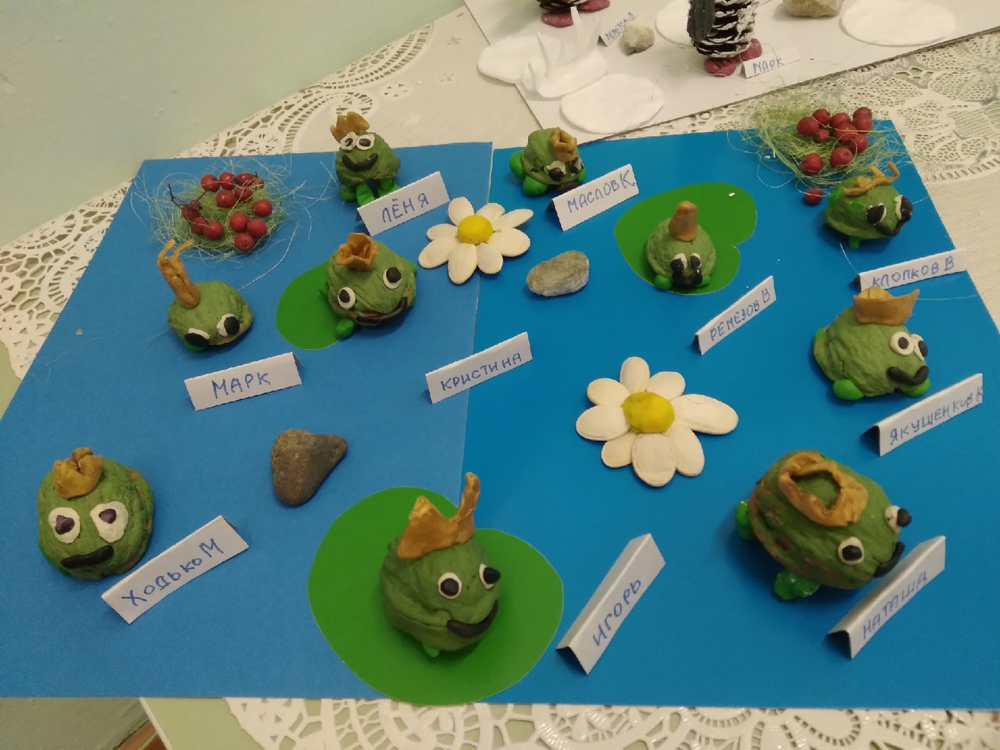 МАРК
ЛЁНЯ
МАСЛОВ К
КЛОПКОВ В
РЕМЕЗОВ В
МАРК
КРИСТИНА
ЯКУШЕНКОВ К
ХОДЬКО М
ИГОРЬ
НАТАША